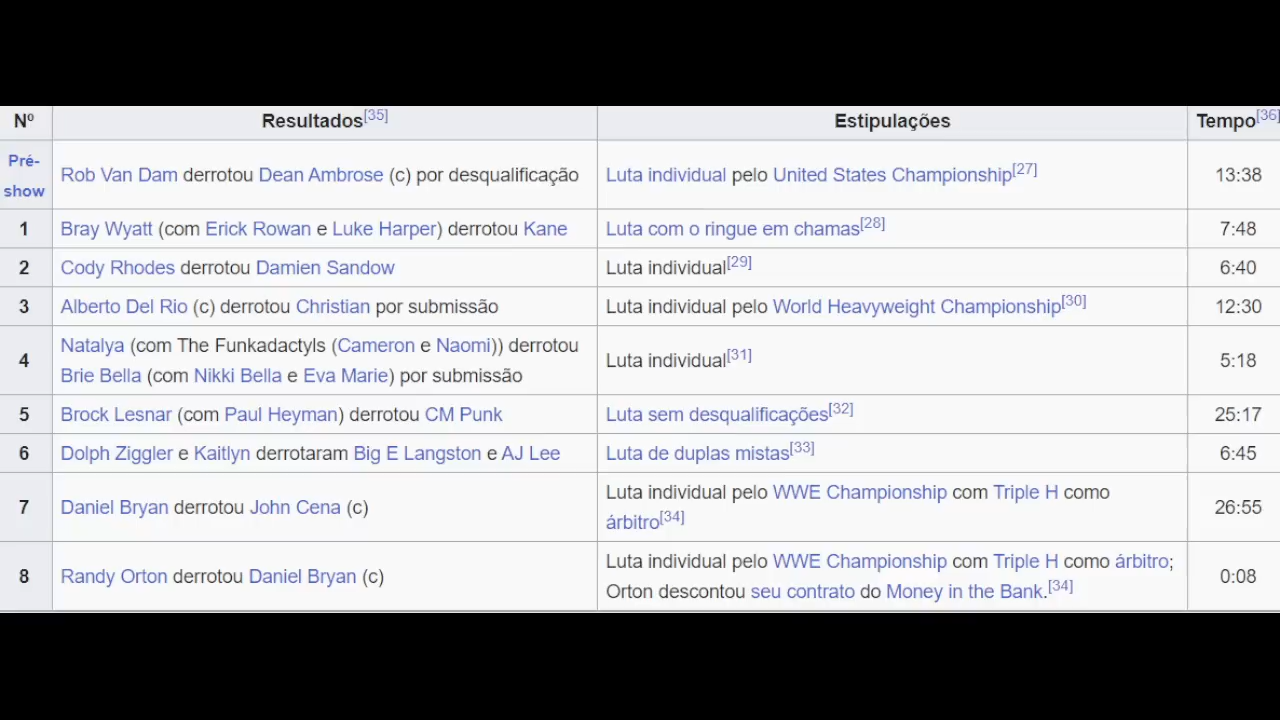 Nº Resultados[35] Estipulações Tempo[36]
Pré-
show
Rob Van Dam derrotou Dean Ambrose (c) por desqualificação Luta individual pelo United States Championship[27] 13:38
1 Bray Wyatt (com Erick Rowan e Luke Harper) derrotou Kane Luta com o ringue em chamas[28] 7:48
2 Cody Rhodes derrotou Damien Sandow Luta individual[29] 6:40
3 Alberto Del Rio (c) derrotou Christian por submissão Luta individual pelo World Heavyweight Championship[30] 12:30
4 Natalya (com The Funkadactyls (Cameron e Naomi)) derrotou
Brie Bella (com Nikki Bella e Eva Marie) por submissão
Luta individual[31] 5:18
5 Brock Lesnar (com Paul Heyman) derrotou CM Punk Luta sem desqualificações[32] 25:17
6 Dolph Ziggler e Kaitlyn derrotaram Big E Langston e AJ Lee Luta de duplas mistas[33] 6:45
7 Daniel Bryan derrotou John Cena (c) Luta individual pelo WWE Championship com Triple H como
árbitro[34] 26:55
8 Randy Orton derrotou Daniel Bryan (c) Luta individual pelo WWE Championship com Triple H como árbitro;
Orton descontou seu contrato do Money in the Bank.[34] 0:08